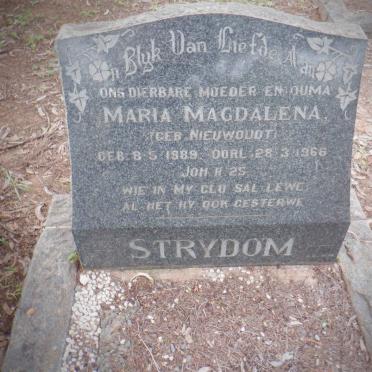 'n Blyk Van Liefde Aan
ONS DIERBARE MOEDER EN OUMA
MARIA MAGDALENA,
(GEB. NIEUWOUDT)
GEB. 8·5·1889 OORL. 28·3·1966
JOH. 11:25
WIE IN MY GLO SAL LEWE
AL HET HY OOK GESTERWE
STRYDOM